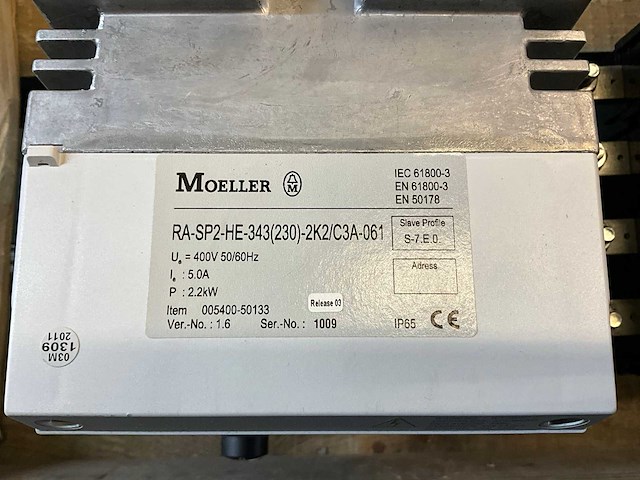 MOELLER M
IEC 61800-3
EN 61800-3
EN 50178
RA-SP2-HE-343(230)-2K2/C3A-061
Slave Profile
S-7.E.0
Ue = 400V 50/60Hz
Ie : 5.0A
P : 2.2kW
Adress
Item 005400-50133
Release 03
Ver.-No.: 1.6 Ser.-No.: 1009
IP65 CE
03M
1309
2011